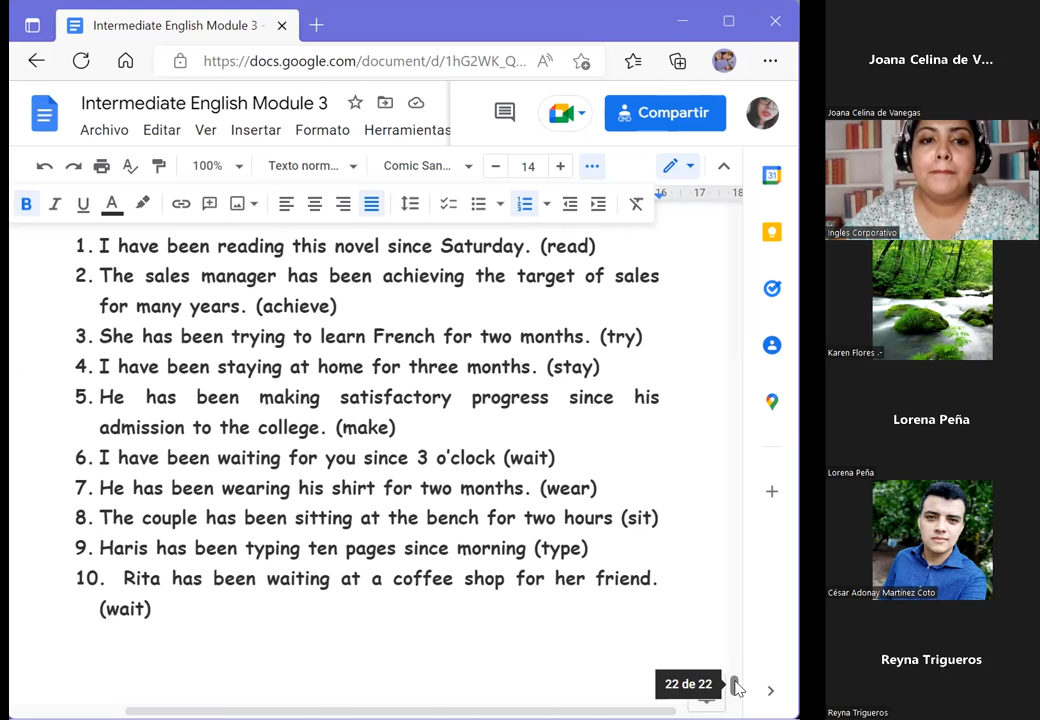 Intermediate English Module 3 -
https://docs.google.com/document/d/1hG2WK_Q...
Intermediate English Module 3
Archivo Editar Ver Insertar Formato Herramientas
Compartir
100% Texto norm... Comic San... 14
16 17 18
31
1. I have been reading this novel since Saturday. (read)
2. The sales manager has been achieving the target of sales
for many years. (achieve)
3. She has been trying to learn French for two months. (try)
4. I have been staying at home for three months. (stay)
5. He has been making satisfactory progress since his
admission to the college. (make)
6. I have been waiting for you since 3 o'clock (wait)
7. He has been wearing his shirt for two months. (wear)
8. The couple has been sitting at the bench for two hours (sit)
9. Haris has been typing ten pages since morning (type)
10. Rita has been waiting at a coffee shop for her friend.
(wait)
22 de 22
Joana Celina de V...
Joana Celina de Vanegas
Ingles Corporativo
Karen Flores .-
Lorena Peña
Lorena Peña
César Adonay Martínez Coto
Reyna Trigueros
Reyna Trigueros